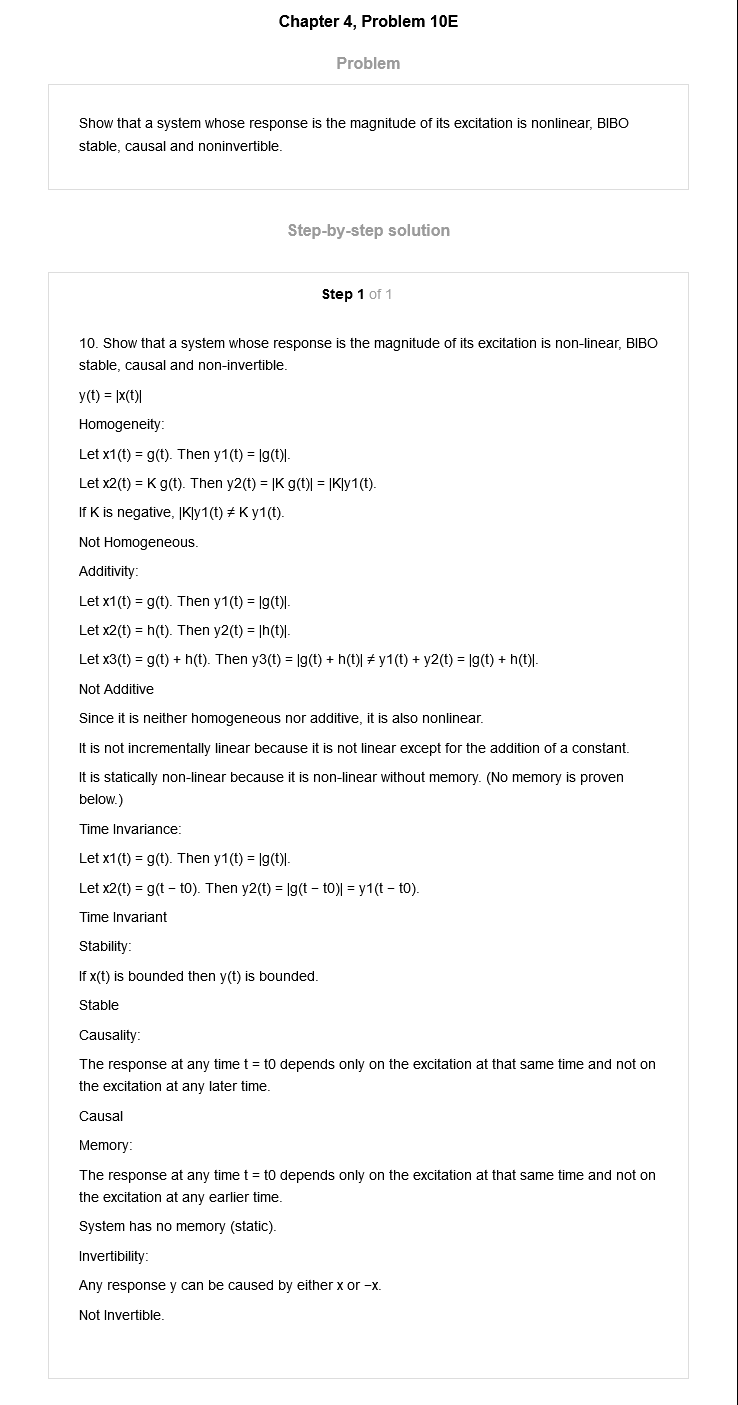 Chapter 4, Problem 10E
Problem
Show that a system whose response is the magnitude of its excitation is nonlinear, BIBO
stable, causal and noninvertible.
Step-by-step solution
Step 1 of 1
10. Show that a system whose response is the magnitude of its excitation is non-linear, BIBO
stable, causal and non-invertible.
y(t) = |x(t)|
Homogeneity:
Let x1(t) = g(t). Then y1(t) = |g(t)|.
Let x2(t) = K g(t). Then y2(t) = |K g(t)| = |K|y1(t).
If K is negative, |K|y1(t) ≠ K y1(t).
Not Homogeneous.
Additivity:
Let x1(t) = g(t). Then y1(t) = |g(t)|.
Let x2(t) = h(t). Then y2(t) = |h(t)|.
Let x3(t) = g(t) + h(t). Then y3(t) = |g(t) + h(t)| ≠ y1(t) + y2(t) = |g(t) + h(t)|.
Not Additive
Since it is neither homogeneous nor additive, it is also nonlinear.
It is not incrementally linear because it is not linear except for the addition of a constant.
It is statically non-linear because it is non-linear without memory. (No memory is proven
below.)
Time Invariance:
Let x1(t) = g(t). Then y1(t) = |g(t)|.
Let x2(t) = g(t − t0). Then y2(t) = |g(t − t0)| = y1(t − t0).
Time Invariant
Stability:
If x(t) is bounded then y(t) is bounded.
Stable
Causality:
The response at any time t = t0 depends only on the excitation at that same time and not on
the excitation at any later time.
Causal
Memory:
The response at any time t = t0 depends only on the excitation at that same time and not on
the excitation at any earlier time.
System has no memory (static).
Invertibility:
Any response y can be caused by either x or −x.
Not Invertible.